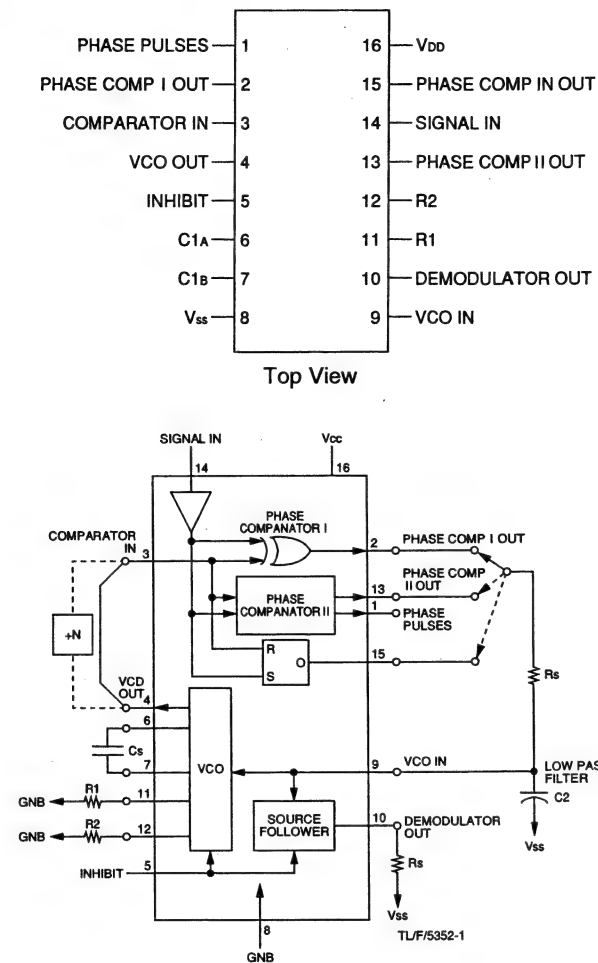 PHASE PULSES 1 16 VDD
PHASE COMP I OUT 2 15 PHASE COMP IN OUT
COMPARATOR IN 3 14 SIGNAL IN
VCO OUT 4 13 PHASE COMP II OUT
INHIBIT 5 12 R2
C1A 6 11 R1
C1B 7 10 DEMODULATOR OUT
Vss 8 9 VCO IN
Top View
SIGNAL IN
Vcc
14
16
PHASE
COMPANATOR I
COMPARATOR
IN
3
2
PHASE COMP I OUT
PHASE
COMPANATOR II
13
PHASE COMP
II OUT
1
PHASE
PULSES
+N
R
S
O
15
Rs
VCD
OUT
4
6
Cs
7
VCO
9
VCO IN
LOW PAS
FILTER
C2
Vss
GNB
R1
11
GNB
R2
12
SOURCE
FOLLOWER
10
DEMODULATOR
OUT
Rs
Vss
INHIBIT
5
8
GNB
TL/F/5352-1